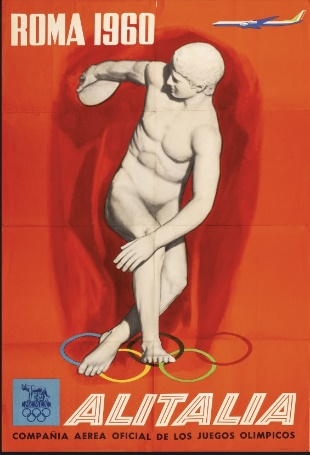 ROMA 1960
ALITALIA
COMPAÑIA AEREA OFICIAL DE LOS JUEGOS OLIMPICOS